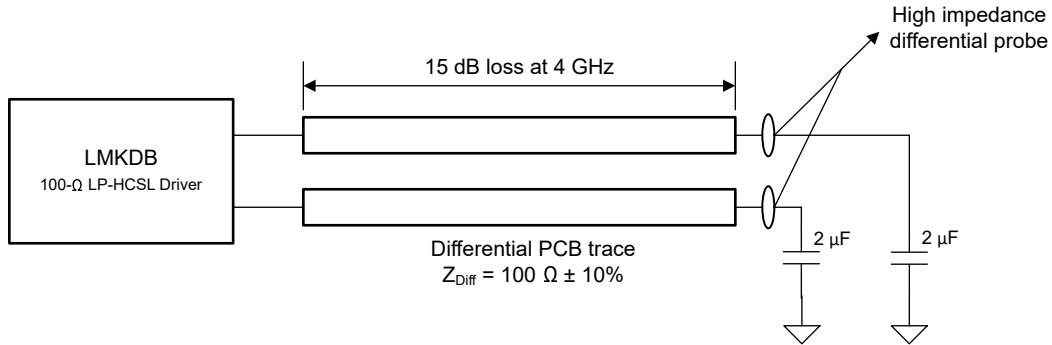 High impedance
differential probe
15 dB loss at 4 GHz
LMKDB
100-Ω LP-HCSL Driver
Differential PCB trace
ZDiff = 100 Ω ± 10%
2 µF
2 µF